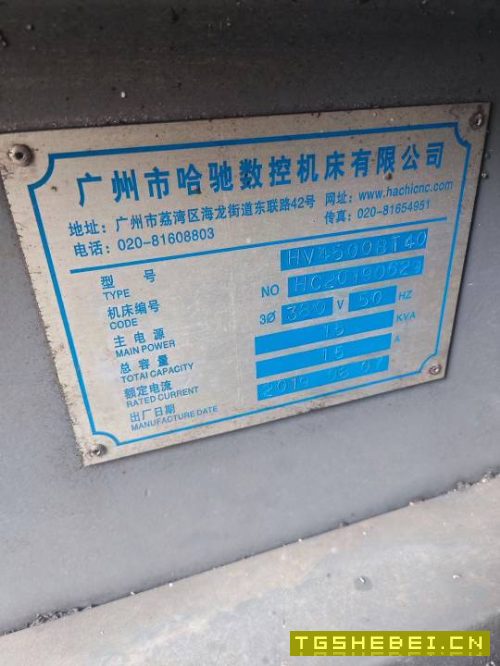 广州市哈驰数控机床有限公司
地址: 广州市荔湾区海龙街道东联路42号 网址: www.hachicnc.com
电话: 020-81608803 传真: 020-81654951
型 号 TYPE
机床编号 CODE NO
主 电 源 MAIN POWER 3Ø 380 V 50 HZ
总 容 量 TOTAI CAPACITY 15 KVA
额定电流 RATED CURRENT 15 A
出厂日期 MANUFACTURE DATE
TGSHEBEI.CN